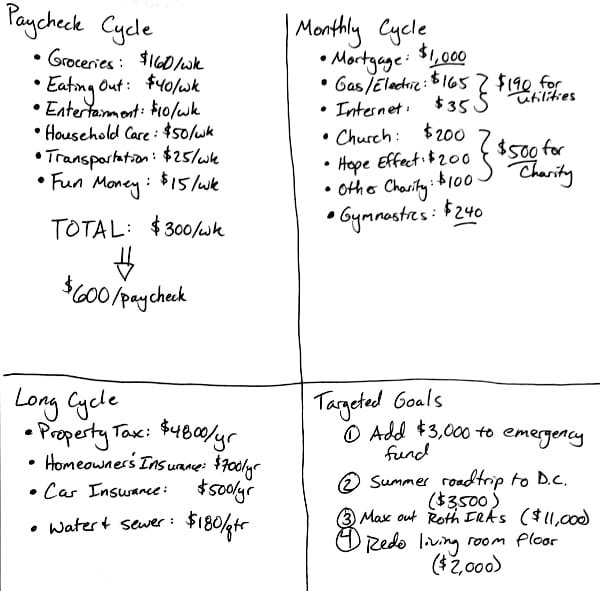 Paycheck Cycle
• Groceries: $160/wk
• Eating Out: $40/wk
• Entertainment: $10/wk
• Household Care: $50/wk
• Transportation: $25/wk
• Fun Money: $15/wk
TOTAL: $300/wk
$600/paycheck
Monthly Cycle
• Mortgage: $1,000
• Gas/Electric: $165
• Internet: $35
$190 for
utilities
• Church: $200
• Hope Effect: $200
• Other Charity: $100
$500 for
Charity
• Gymnastics: $240
Long Cycle
• Property Tax: $4800/yr
• Homeowner's Insurance: $700/yr
• Car Insurance: $500/yr
• Water + sewer: $180/qtr
Targeted Goals
① Add $3,000 to emergency
fund
② Summer roadtrip to D.C.
($3,500)
③ Max out Roth IRAs ($11,000)
④ Redo living room floor
($2,000)